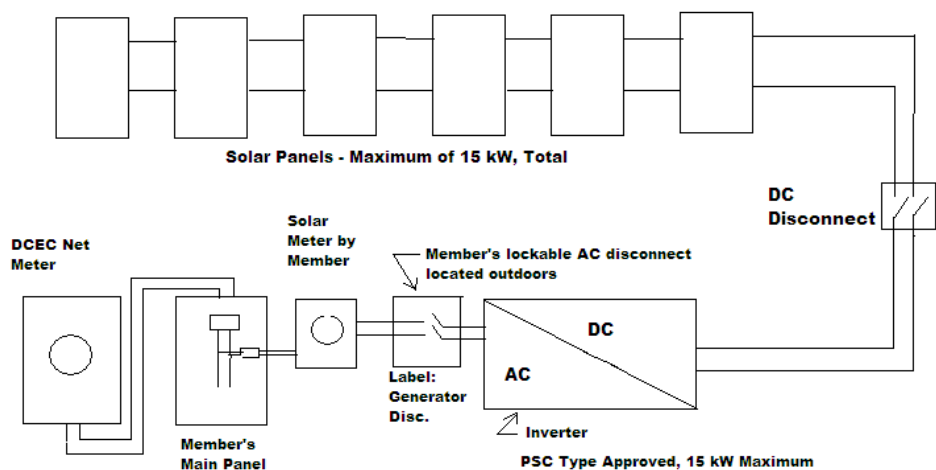 Solar Panels - Maximum of 15 kW, Total
DC
Disconnect
Solar
Meter by
Member
DCEC Net
Meter
Member's lockable AC disconnect
located outdoors
DC
AC
Label:
Generator
Disc.
Member's
Main Panel
Inverter
PSC Type Approved, 15 kW Maximum